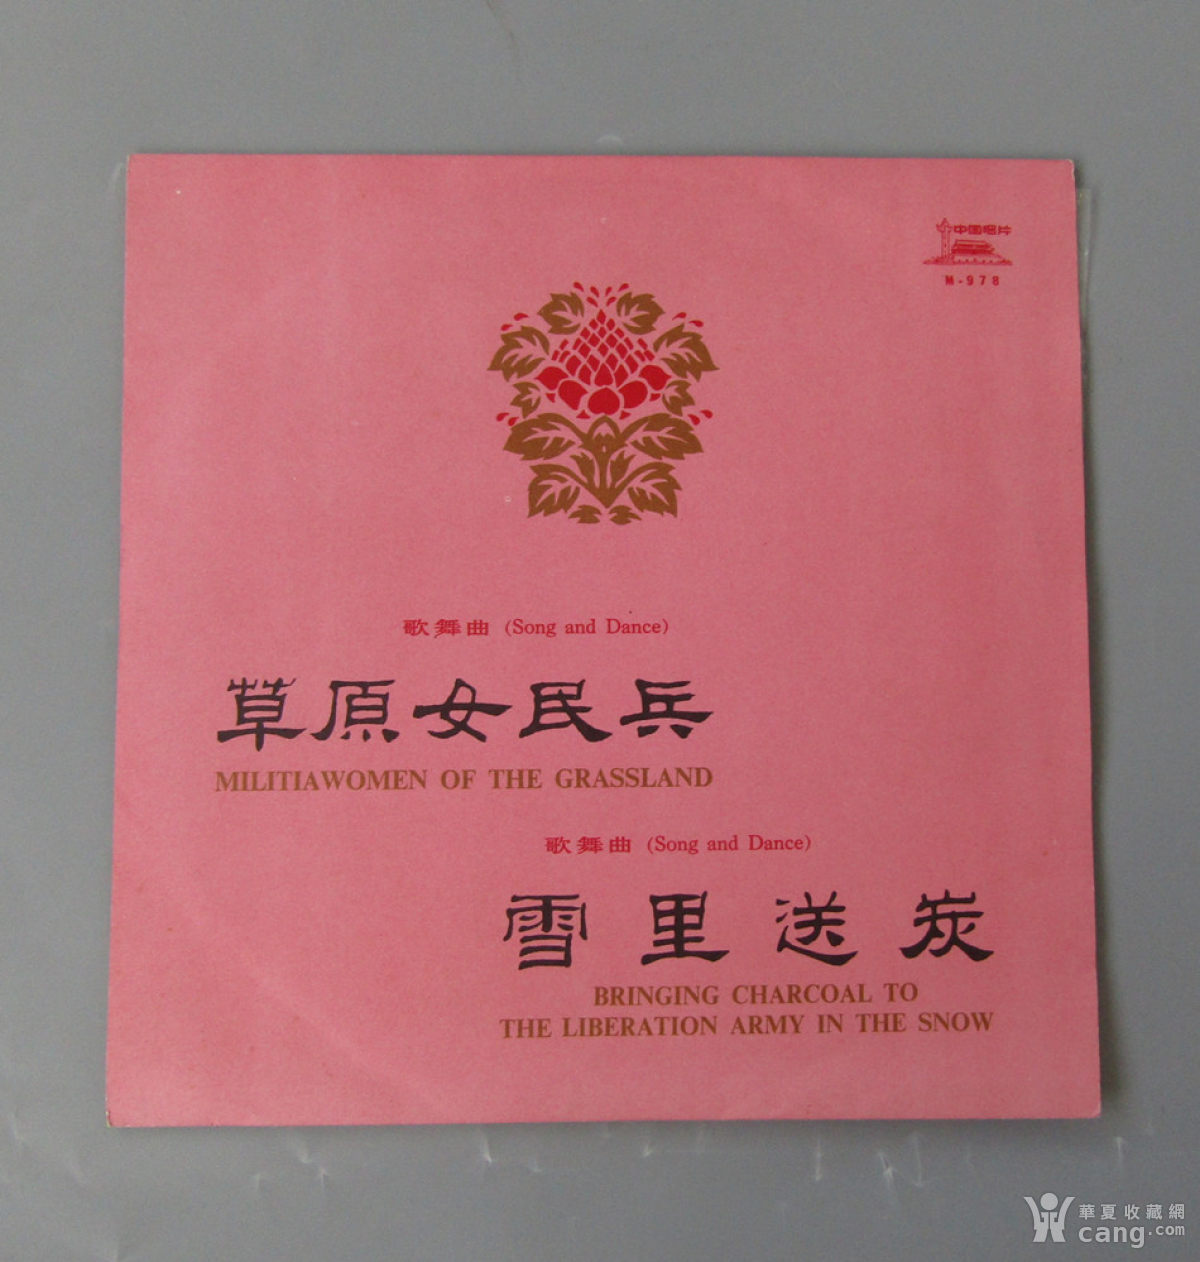 中国唱片
M-978
歌舞曲 (Song and Dance)
草原女民兵
MILITIAWOMEN OF THE GRASSLAND
歌舞曲 (Song and Dance)
雪里送炭
BRINGING CHARCOAL TO
THE LIBERATION ARMY IN THE SNOW
華夏收藏網
cang.com